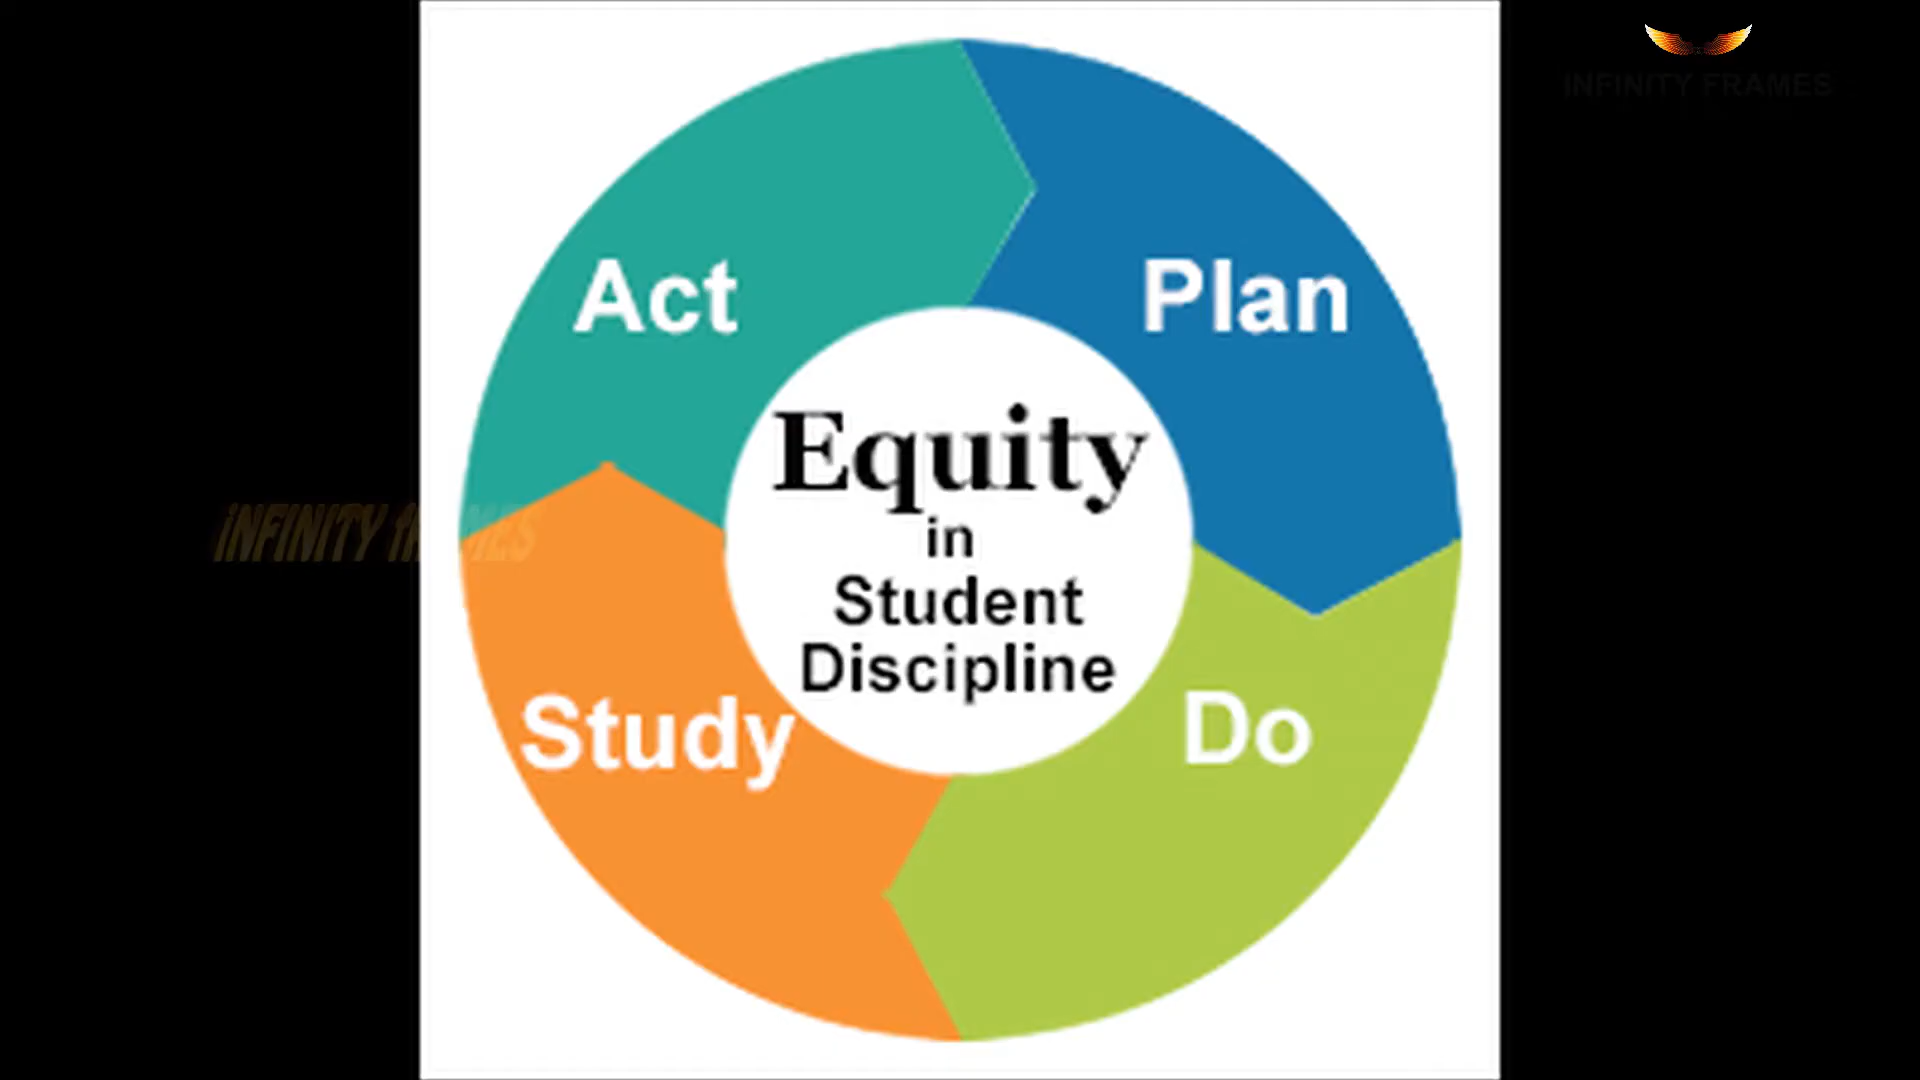 INFINITY FRAMES
Act
Plan
Equity
in
Student
Discipline
Study
Do